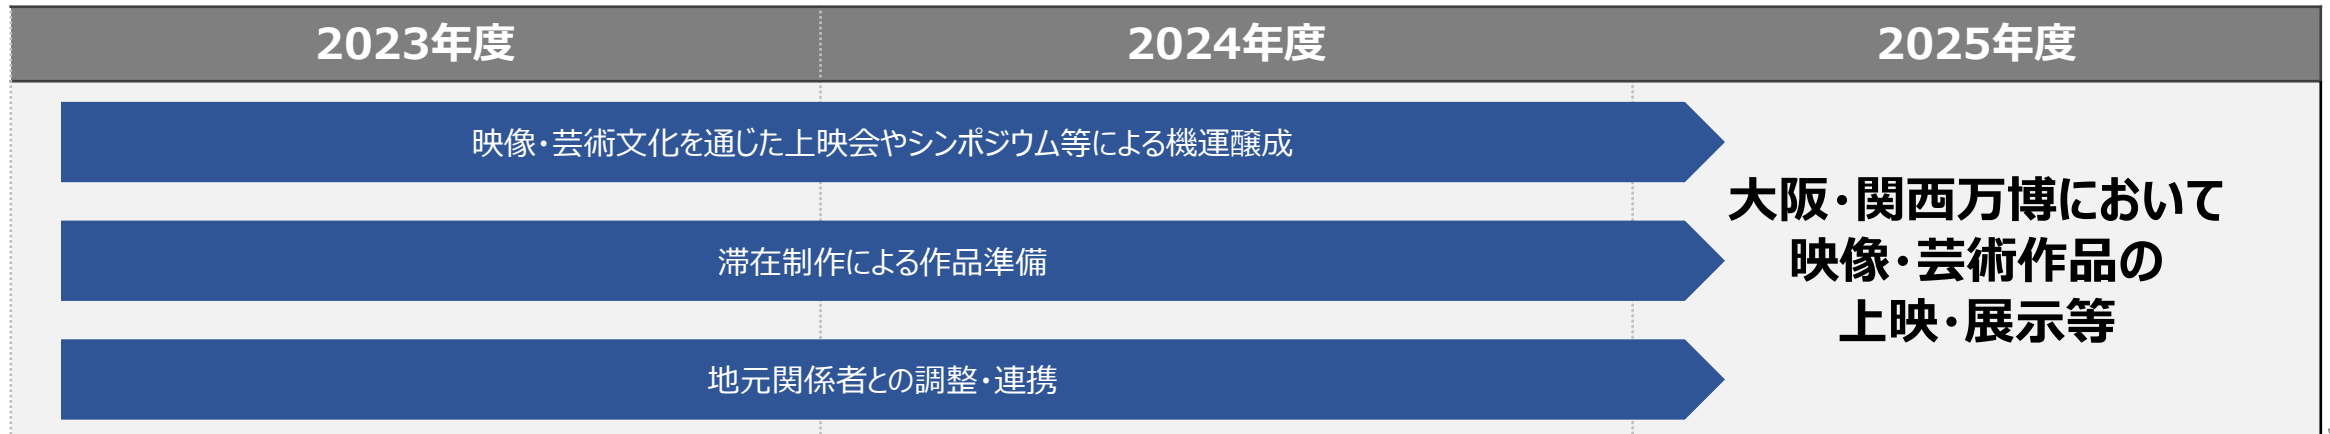 2023年度 2024年度 2025年度
映像・芸術文化を通じた上映会やシンポジウム等による機運醸成
滞在制作による作品準備
地元関係者との調整・連携
大阪・関西万博において
映像・芸術作品の
上映・展示等